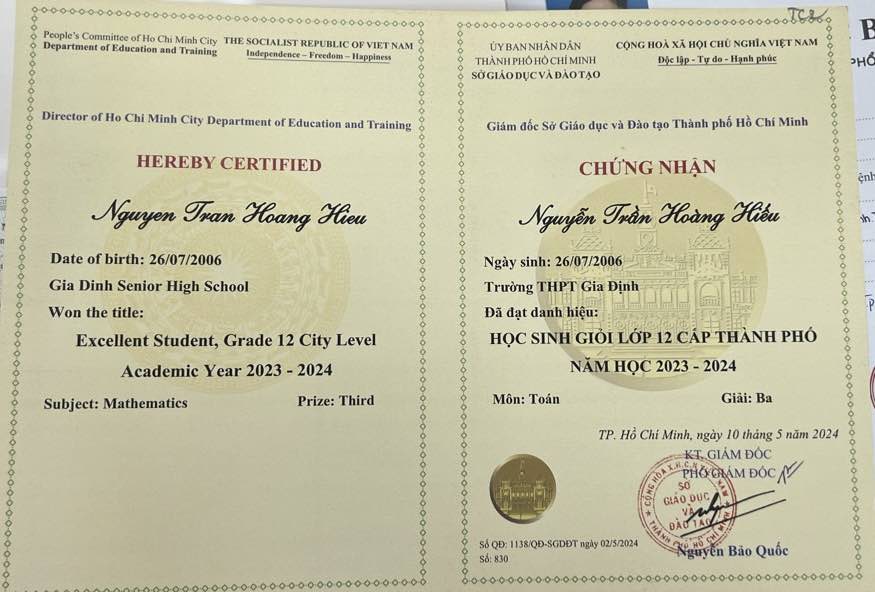 People's Committee of Ho Chi Minh City
Department of Education and Training
THE SOCIALIST REPUBLIC OF VIET NAM
Independence – Freedom – Happiness
Director of Ho Chi Minh City Department of Education and Training
HEREBY CERTIFIED
Nguyen Tran Hoang Hieu
Date of birth: 26/07/2006
Gia Dinh Senior High School
Won the title:
Excellent Student, Grade 12 City Level
Academic Year 2023 - 2024
Subject: Mathematics Prize: Third
ỦY BAN NHÂN DÂN
THÀNH PHỐ HỒ CHÍ MINH
SỞ GIÁO DỤC VÀ ĐÀO TẠO
CỘNG HOÀ XÃ HỘI CHỦ NGHĨA VIỆT NAM
Độc lập - Tự do - Hạnh phúc
Giám đốc Sở Giáo dục và Đào tạo Thành phố Hồ Chí Minh
CHỨNG NHẬN
Nguyễn Trần Hoàng Hiếu
Ngày sinh: 26/07/2006
Trường THPT Gia Định
Đã đạt danh hiệu:
HỌC SINH GIỎI LỚP 12 CẤP THÀNH PHỐ
NĂM HỌC 2023 - 2024
Môn: Toán Giải: Ba
TP. Hồ Chí Minh, ngày 10 tháng 5 năm 2024
KT. GIÁM ĐỐC
PHÓ GIÁM ĐỐC
SỞ
GIÁO DỤC
VÀ
ĐÀO TẠO
THÀNH PHỐ HỒ CHÍ MINH
Nguyễn Bảo Quốc
Số QĐ: 1138/QĐ-SGDĐT ngày 02/5/2024
Số: 830